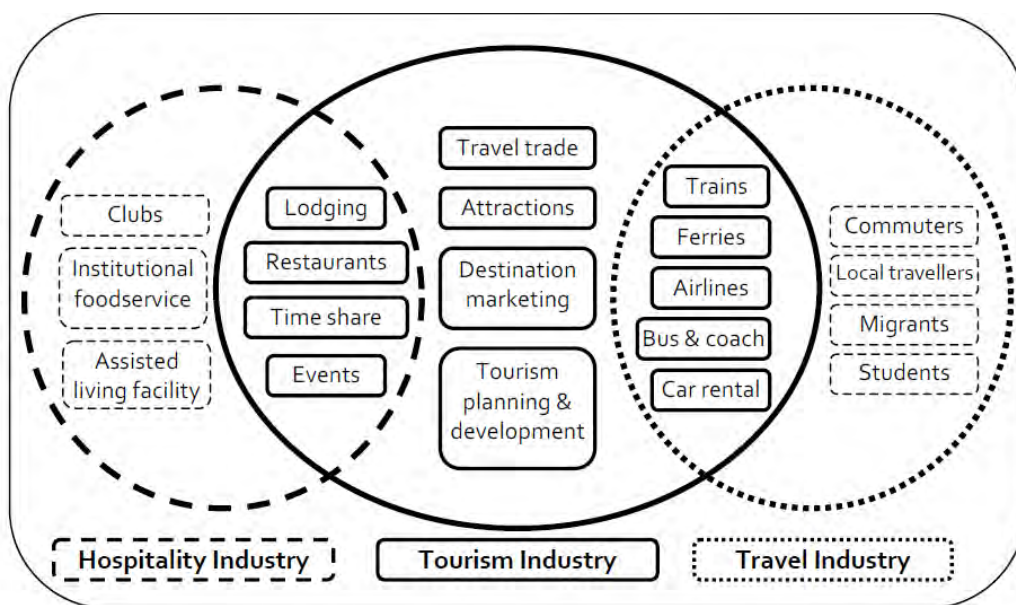 Clubs
Institutional
foodservice
Assisted
living facility
Lodging
Restaurants
Time share
Events
Travel trade
Attractions
Destination
marketing
Tourism
planning &
development
Trains
Ferries
Airlines
Bus & coach
Car rental
Commuters
Local travellers
Migrants
Students
Hospitality Industry
Tourism Industry
Travel Industry